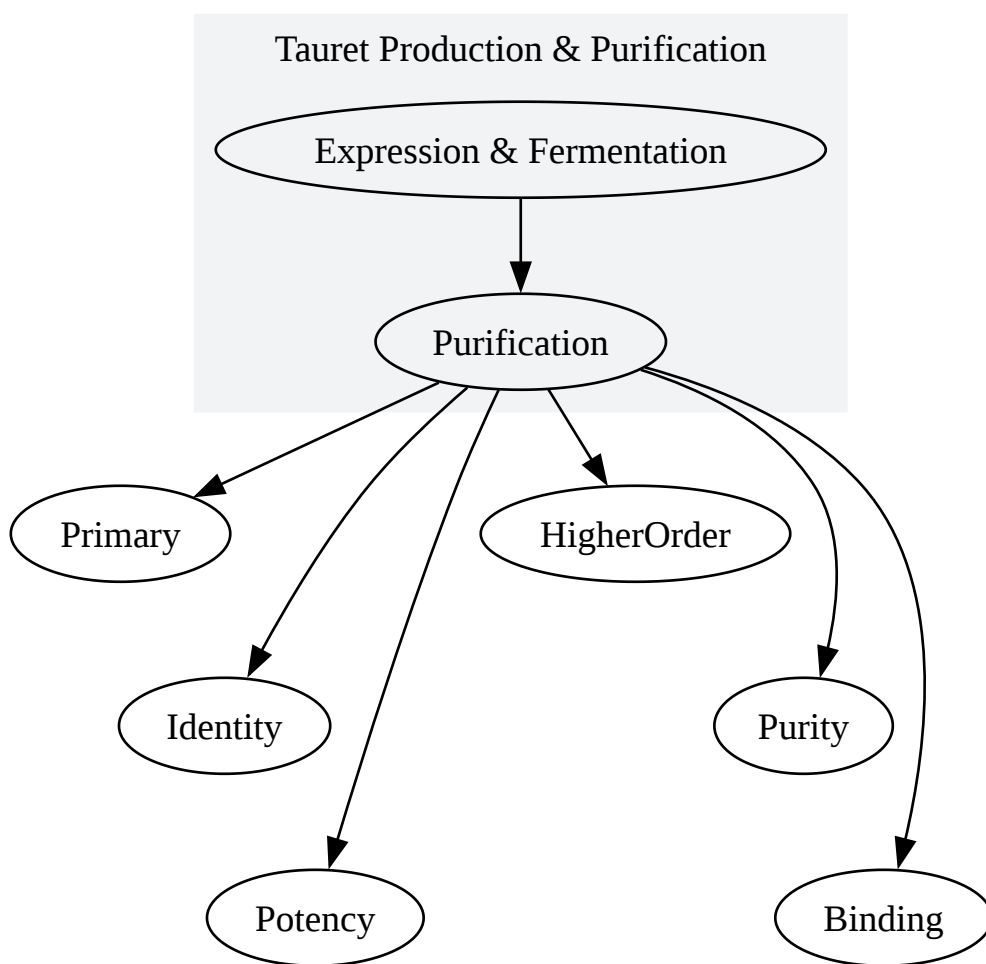 Tauret Production & Purification
Expression & Fermentation
Purification
Primary
HigherOrder
Identity
Purity
Potency
Binding